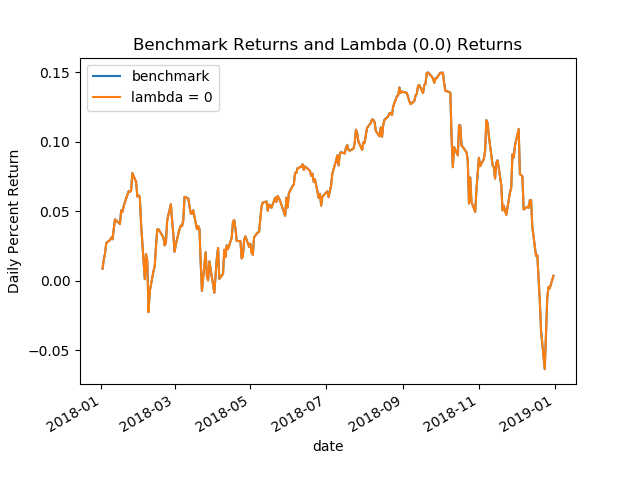 Benchmark Returns and Lambda (0.0) Returns
benchmark
lambda = 0
Daily Percent Return
0.15
0.10
0.05
0.00
−0.05
2018-01
2018-03
2018-05
2018-07
2018-09
2018-11
2019-01
date